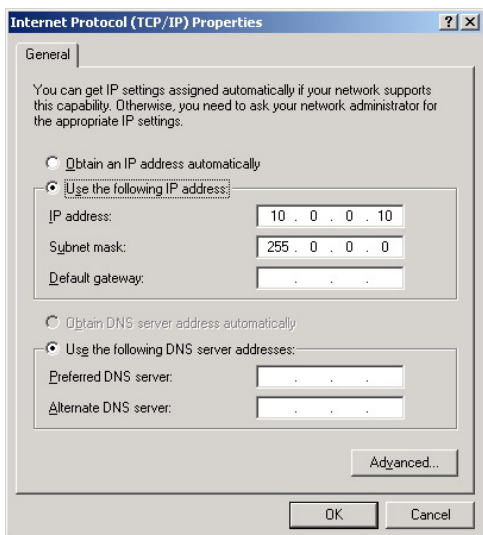 Internet Protocol (TCP/IP) Properties
General
You can get IP settings assigned automatically if your network supports
this capability. Otherwise, you need to ask your network administrator for
the appropriate IP settings.
Obtain an IP address automatically
Use the following IP address:
IP address: 10 . 0 . 0 . 10
Subnet mask: 255 . 0 . 0 . 0
Default gateway: . . .
Obtain DNS server address automatically
Use the following DNS server addresses:
Preferred DNS server: . . .
Alternate DNS server: . . .
Advanced...
OK Cancel